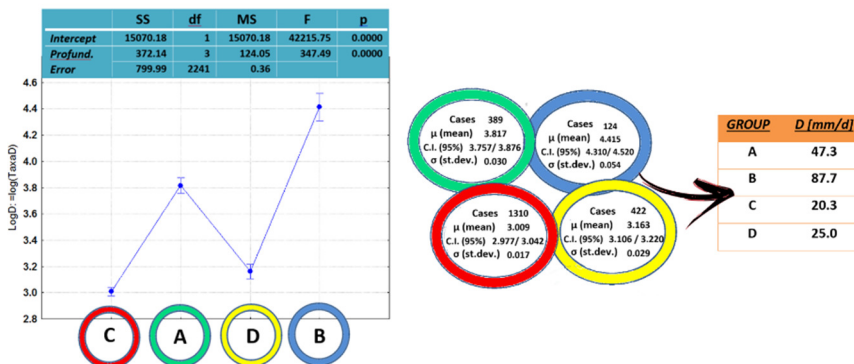 SS df MS F p
Intercept 15070.18 1 15070.18 42215.75 0.0000
Profund. 372.14 3 124.05 347.49 0.0000
Error 799.99 2241 0.36
4.6
4.4
4.2
4.0
3.8
3.6
3.4
3.2
3.0
2.8
LogD: =log(TaxaD)
C A D B
Cases 389
μ (mean) 3.817
C.I. (95%) 3.757/ 3.876
σ (st.dev.) 0.030
Cases 124
μ (mean) 4.415
C.I. (95%) 4.310/ 4.520
σ (st.dev.) 0.054
Cases 1310
μ (mean) 3.009
C.I. (95%) 2.977/ 3.042
σ (st.dev.) 0.017
Cases 422
μ (mean) 3.163
C.I. (95%) 3.106 / 3.220
σ (st.dev.) 0.029
GROUP D [mm/d]
A 47.3
B 87.7
C 20.3
D 25.0